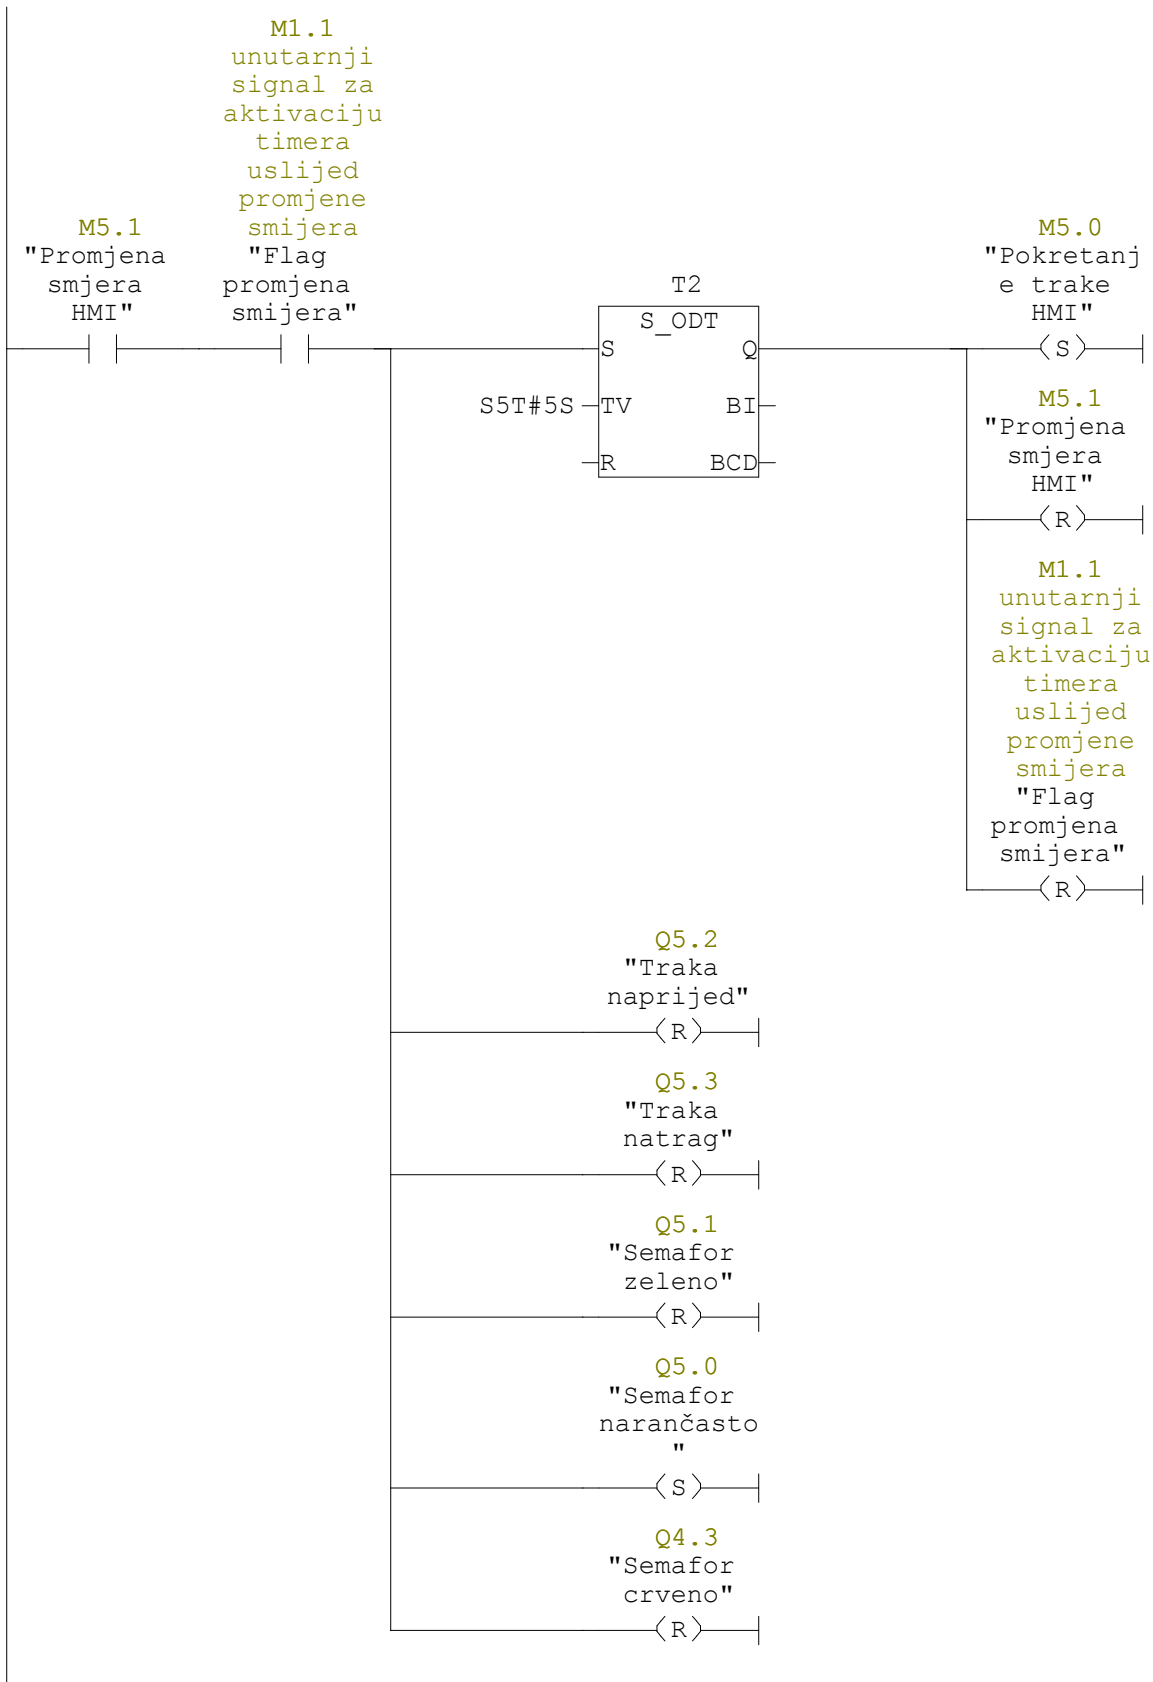 M1.1
unutarnji
signal za
aktivaciju
timera
uslijed
promjene
smijera
"Flag
promjena
smijera"
M5.1
"Promjena
smjera
HMI"
T2
S_ODT
S
Q
S5T#5S
TV
BI
R
BCD
M5.0
"Pokretanj
e trake
HMI"
S
M5.1
"Promjena
smjera
HMI"
R
M1.1
unutarnji
signal za
aktivaciju
timera
uslijed
promjene
smijera
"Flag
promjena
smijera"
R
Q5.2
"Traka
naprijed"
R
Q5.3
"Traka
natrag"
R
Q5.1
"Semafor
zeleno"
R
Q5.0
"Semafor
narančasto
"
S
Q4.3
"Semafor
crveno"
R